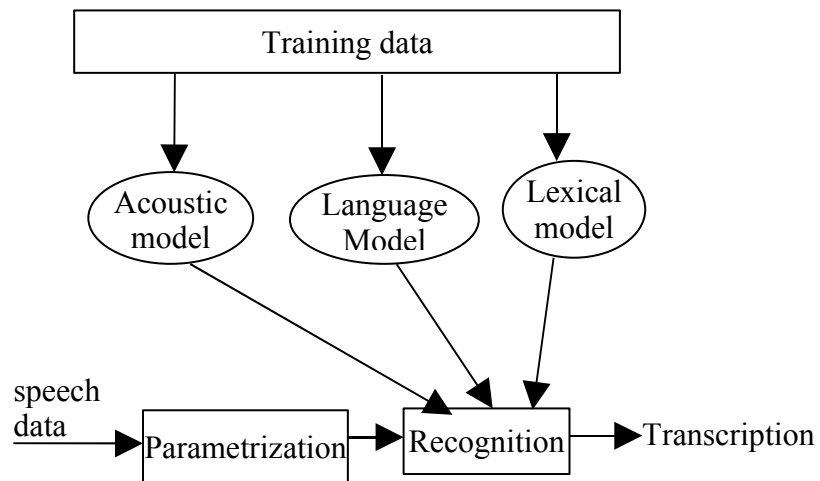 Training data
Acoustic
model
Language
Model
Lexical
model
speech
data
Parametrization
Recognition
Transcription